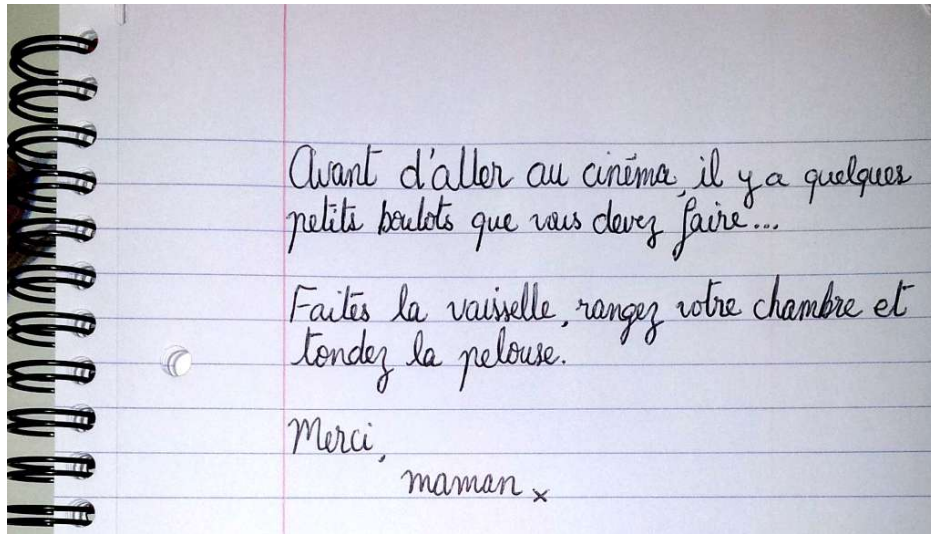 Avant d'aller au cinéma, il y a quelques
petits boulots que vous devez faire...
Faites la vaisselle, rangez votre chambre et
tondez la pelouse.
Merci,
maman x